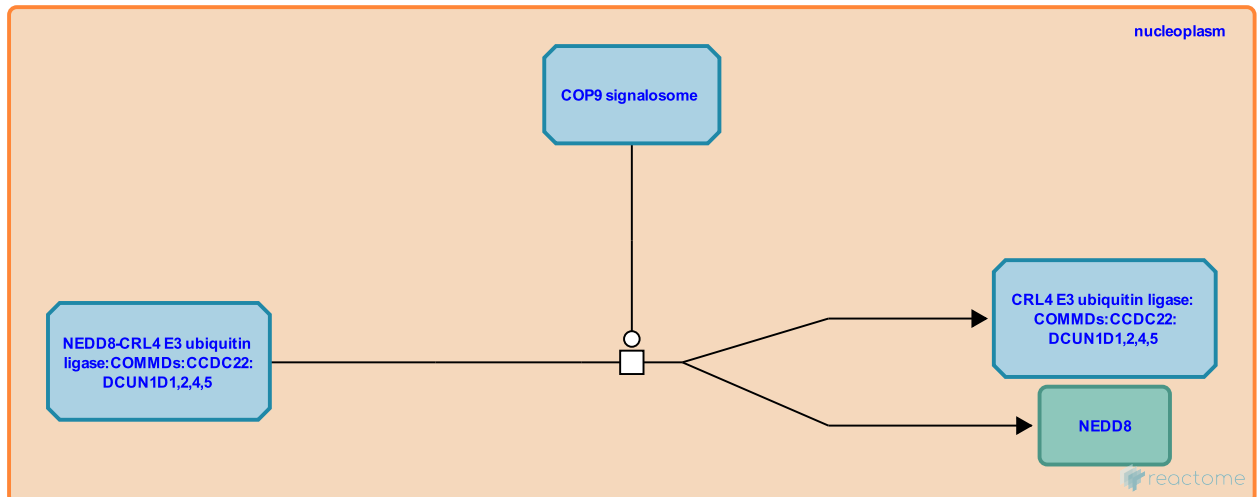 nucleoplasm
COP9 signalosome
NEDD8-CRL4 E3 ubiquitin
ligase:COMMDs:CCDC22:
DCUN1D1,2,4,5
CRL4 E3 ubiquitin ligase:
COMMDs:CCDC22:
DCUN1D1,2,4,5
NEDD8
reactome